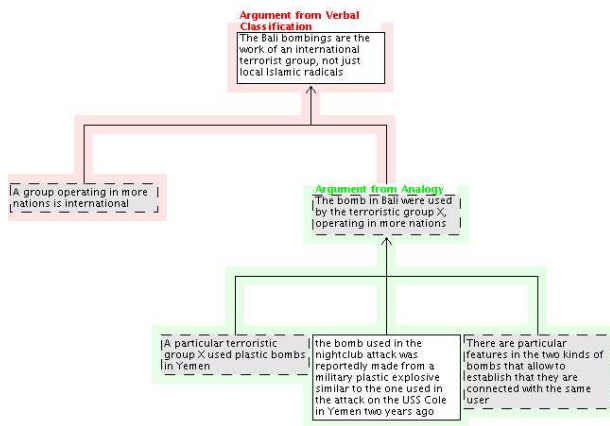 Argument from Verbal
Classification
The Bali bombings are the
work of an international
terrorist group, not just
local Islamic radicals
A group operating in more
nations is international
Argument from Analogy
The bomb in Bali were used
by the terroristic group X,
operating in more nations
A particular terroristic
group X used plastic bombs
in Yemen
the bomb used in the
nightclub attack was
reportedly made from a
military plastic explosive
similar to the one used in
the attack on the USS Cole
in Yemen two years ago
There are particular
features in the two kinds of
bombs that allow to
establish that they are
connected with the same
user